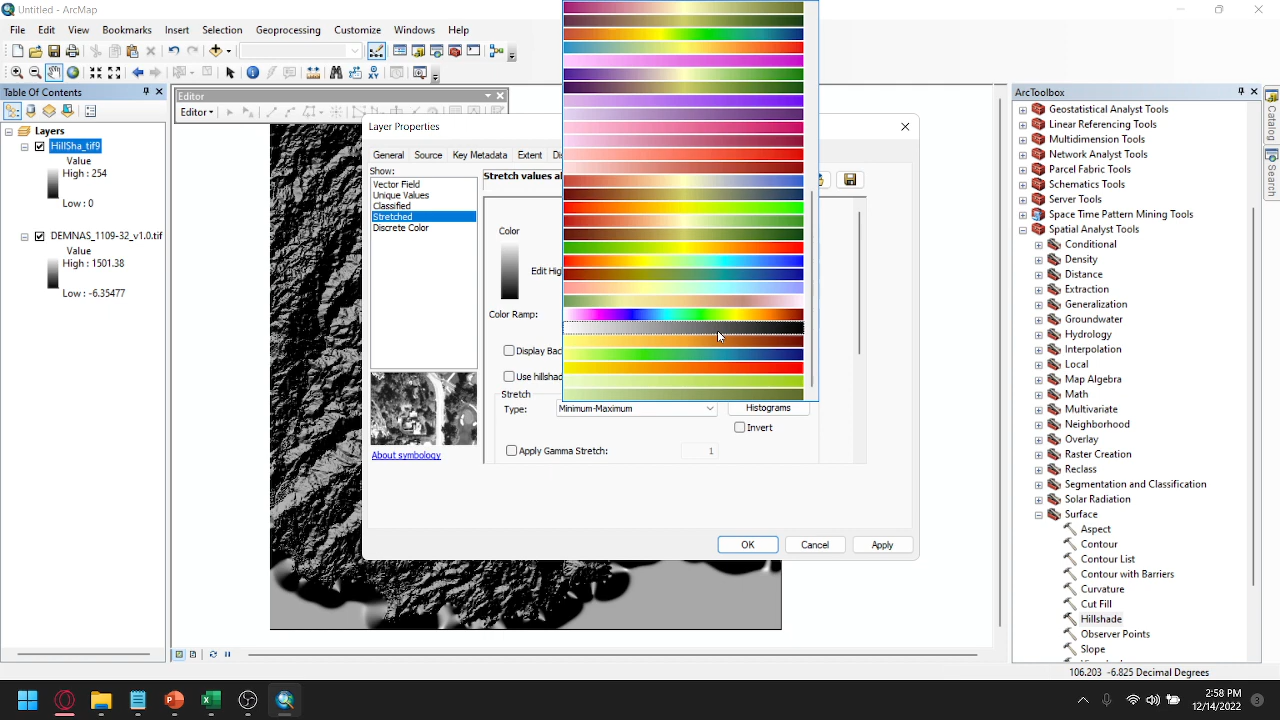 Untitled - ArcMap
File Edit View Bookmarks Insert Selection Geoprocessing Customize Windows Help
Table Of Contents
Layers
HillSha_tif9
Value
High : 254
Low : 0
DEMNAS_1109-32_v1.0.tif
Value
High : 1501.38
Low : -6.35477
Editor
Editor
Layer Properties
General Source Key Metadata Extent
Show:
Vector Field
Unique Values
Classified
Stretched
Discrete Color
About symbology
Stretch values al
Color
Edit Hig
Color Ramp:
Display Bac
Use hillshad
Stretch
Type: Minimum-Maximum Histograms
Invert
Apply Gamma Stretch: 1
OK Cancel Apply
ArcToolbox
Geostatistical Analyst Tools
Linear Referencing Tools
Multidimension Tools
Network Analyst Tools
Parcel Fabric Tools
Schematics Tools
Server Tools
Space Time Pattern Mining Tools
Spatial Analyst Tools
Conditional
Density
Distance
Extraction
Generalization
Groundwater
Hydrology
Interpolation
Local
Map Algebra
Math
Multivariate
Neighborhood
Overlay
Raster Creation
Reclass
Segmentation and Classification
Solar Radiation
Surface
Aspect
Contour
Contour List
Contour with Barriers
Curvature
Cut Fill
Hillshade
Observer Points
Slope
Catalog
Search
106.203 -6.825 Decimal Degrees
2:58 PM
12/14/2022
3